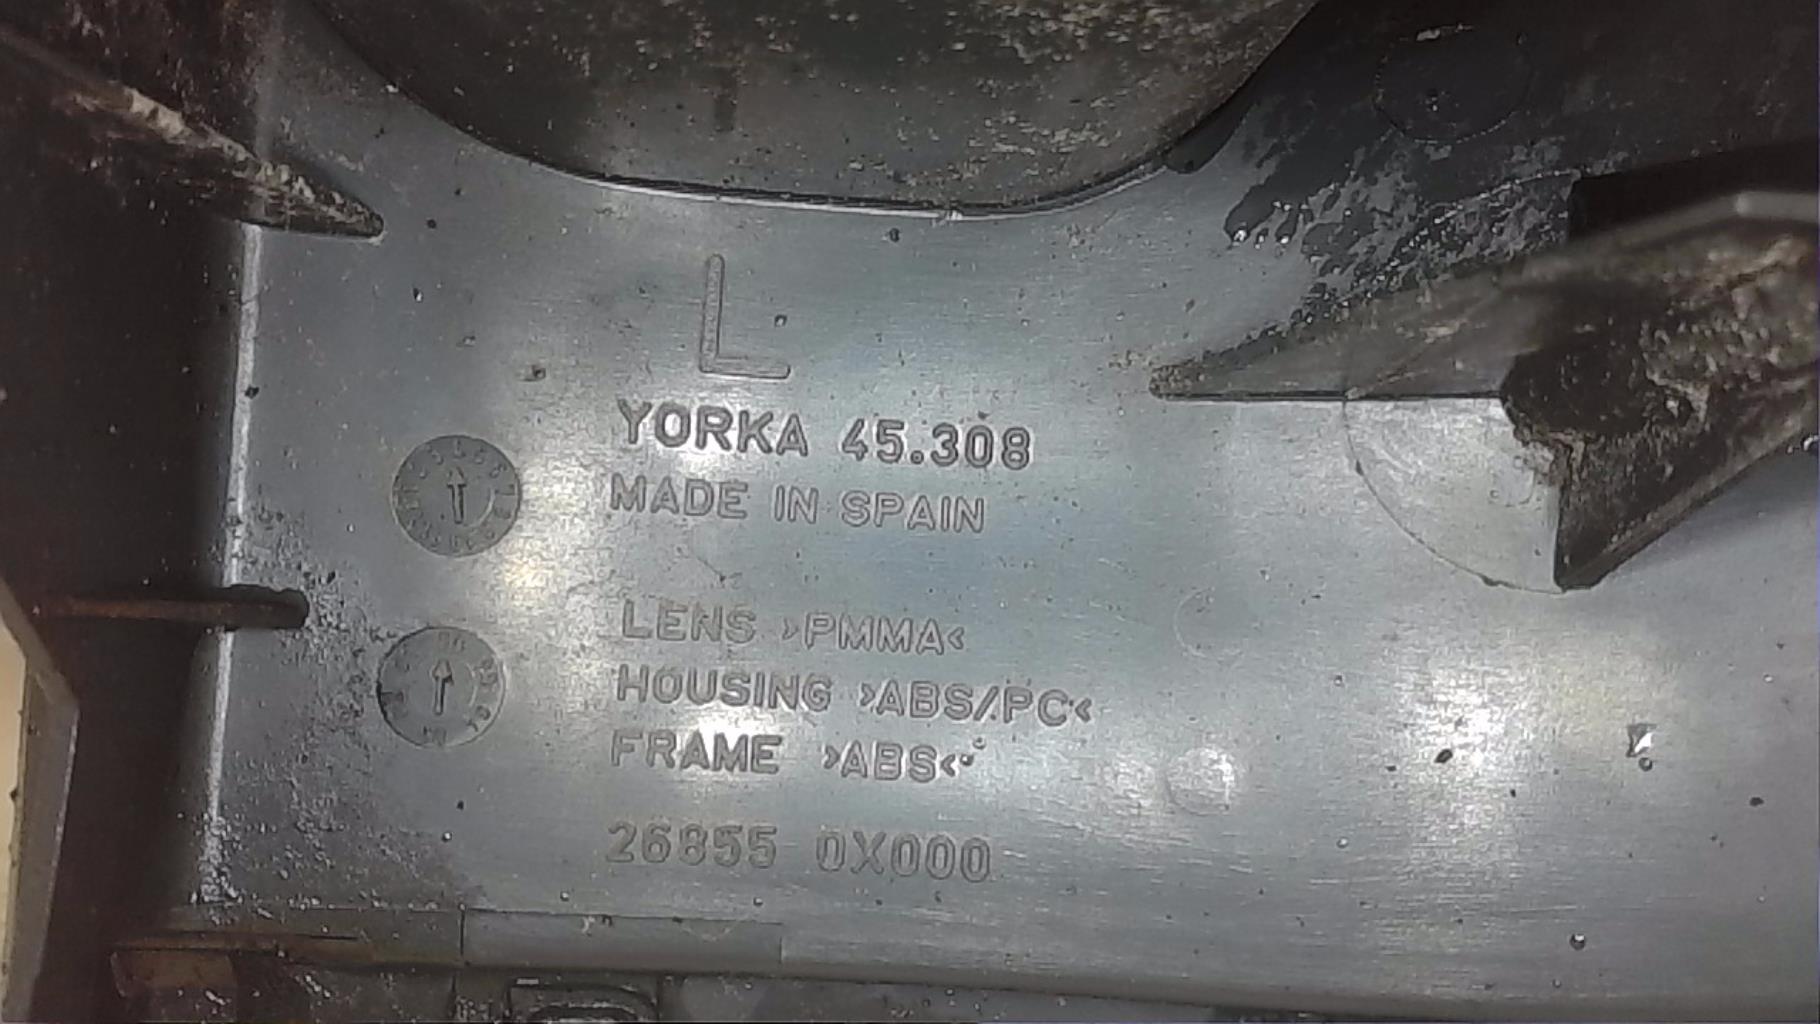 L
YORKA 45.308
MADE IN SPAIN
LENS >PMMA<
HOUSING >ABS/PC<
FRAME >ABS<
26855 0X000